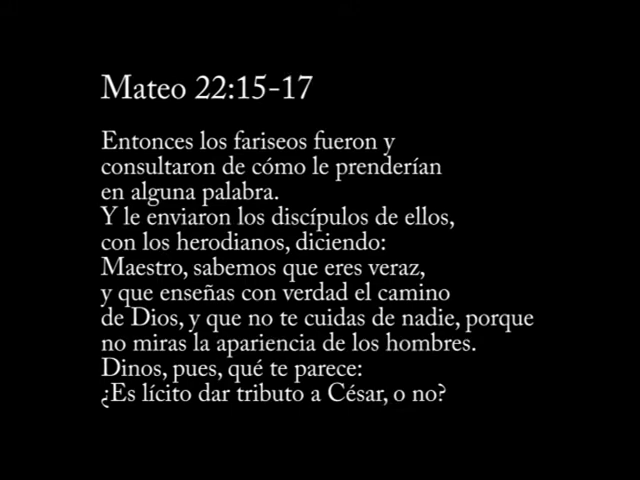 Mateo 22:15-17
Entonces los fariseos fueron y
consultaron de cómo le prenderían
en alguna palabra.
Y le enviaron los discípulos de ellos,
con los herodianos, diciendo:
Maestro, sabemos que eres veraz,
y que enseñas con verdad el camino
de Dios, y que no te cuidas de nadie, porque
no miras la apariencia de los hombres.
Dinos, pues, qué te parece:
¿Es lícito dar tributo a César, o no?